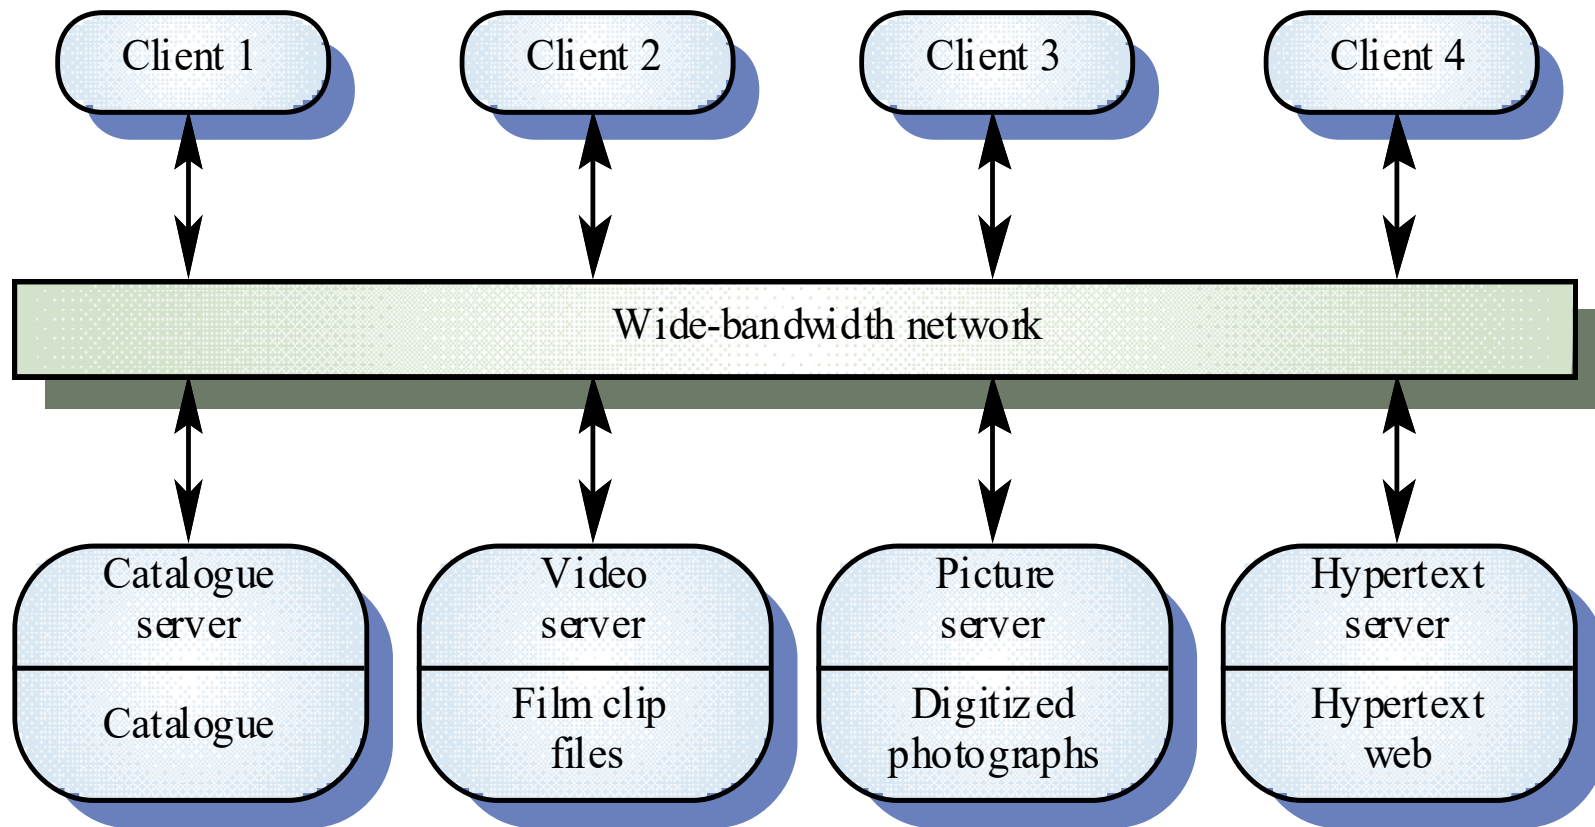 Client 1
Client 2
Client 3
Client 4
Wide-bandwidth network
Catalogue
server
Catalogue
Video
server
Film clip
files
Picture
server
Digitized
photographs
Hypertext
server
Hypertext
web